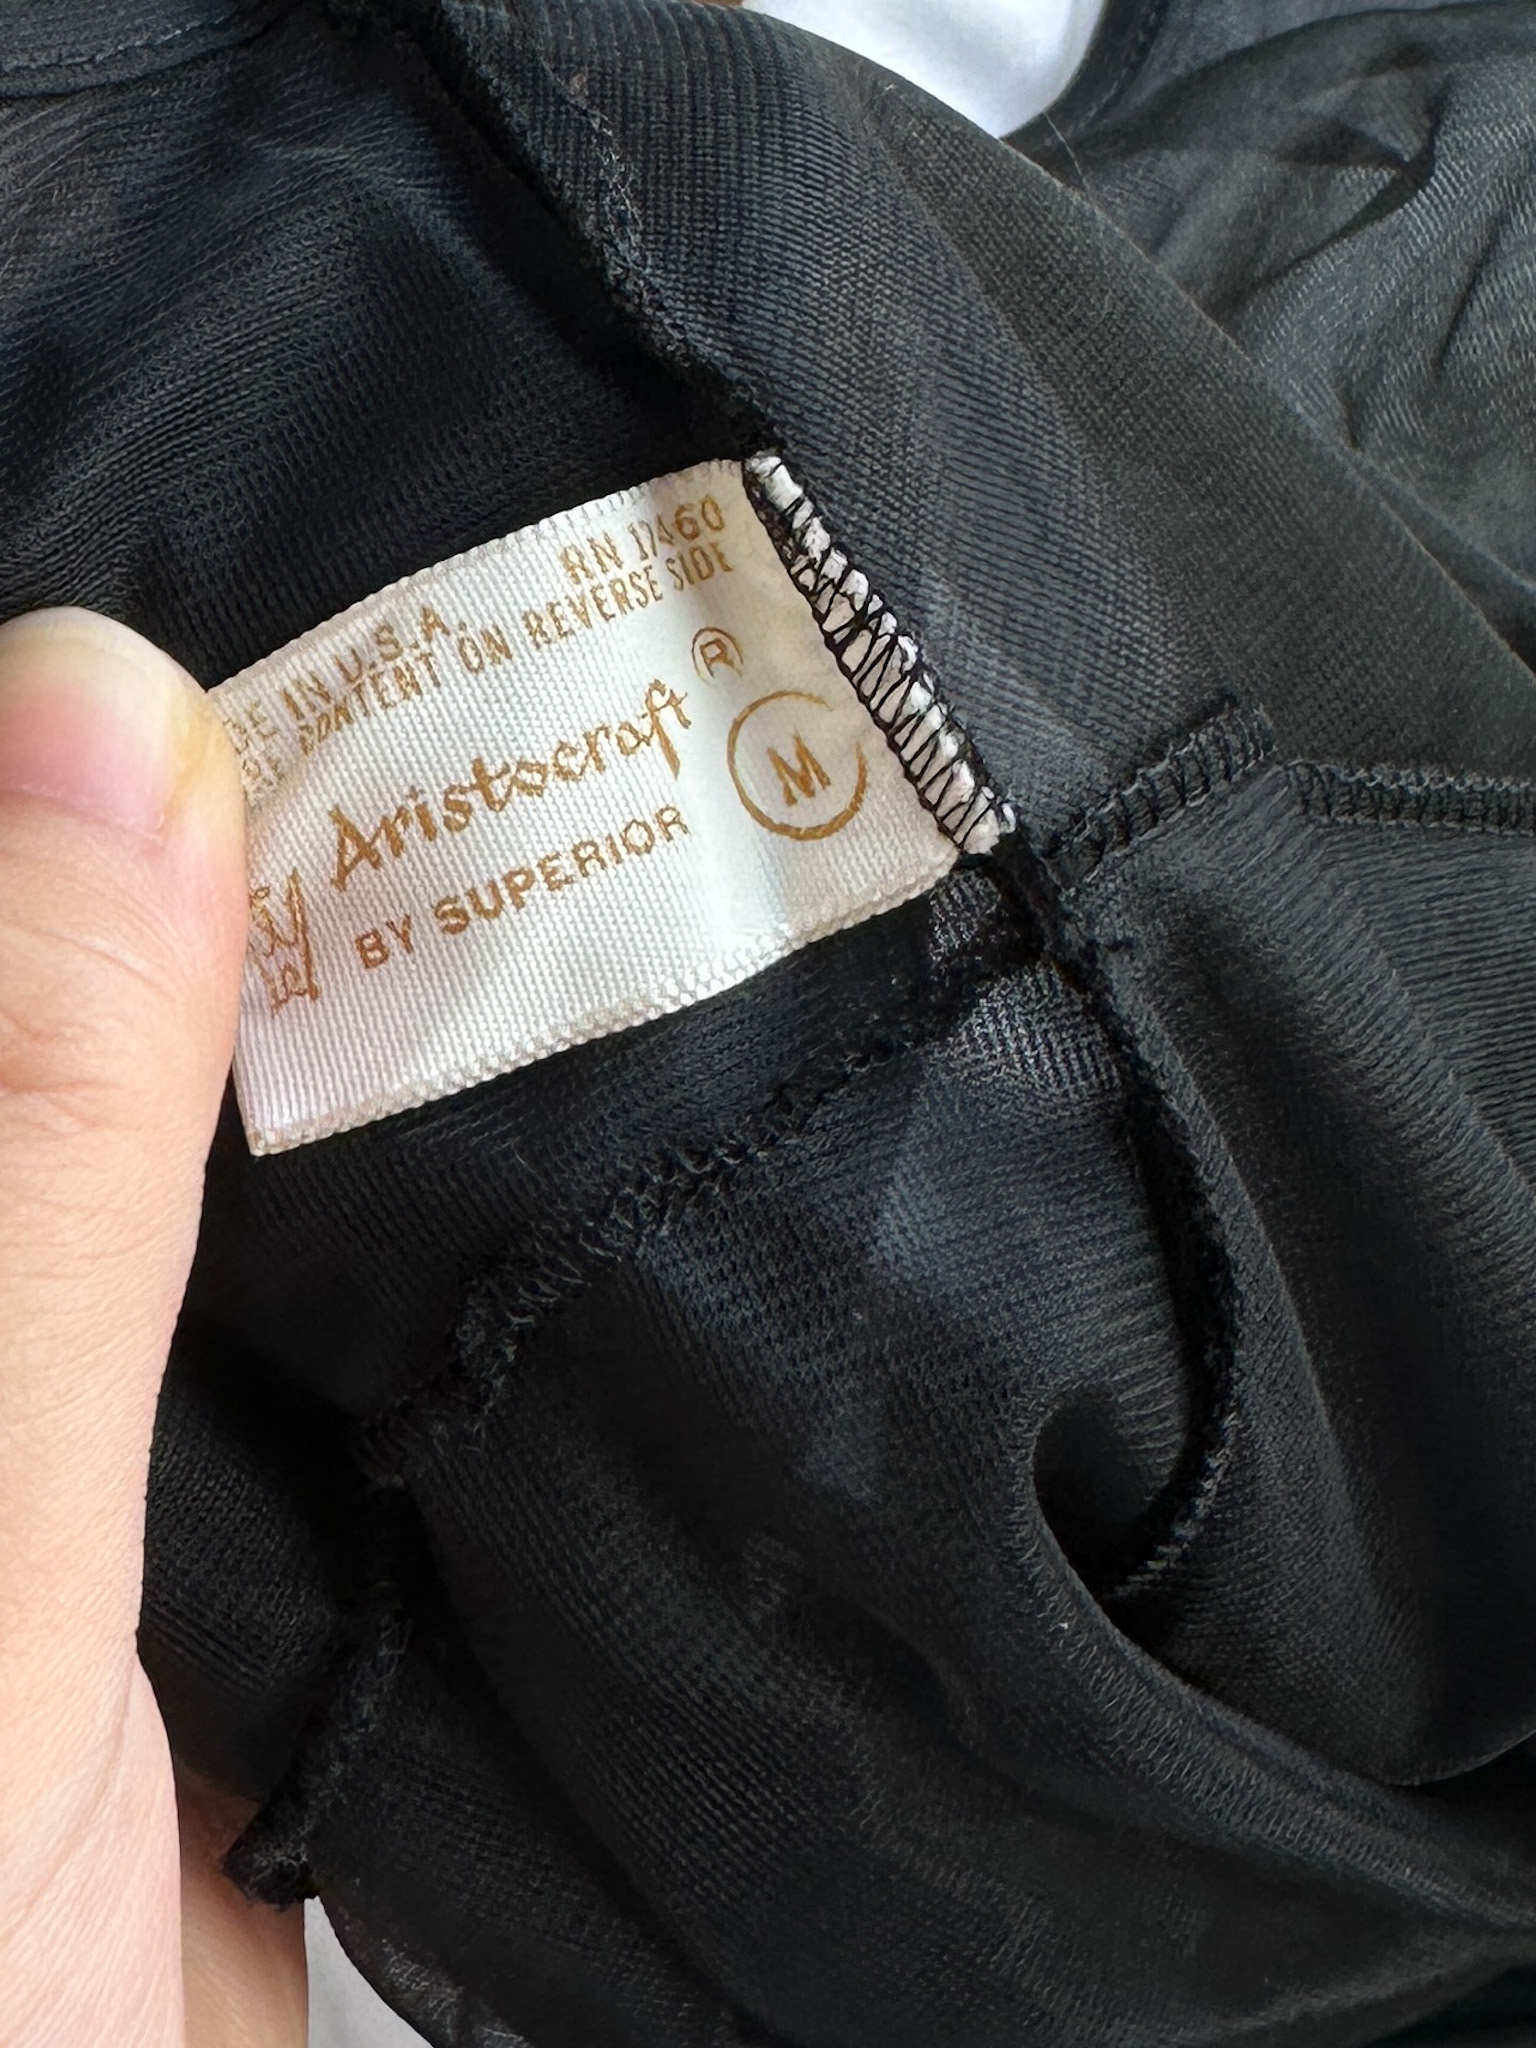 RN 17460
DE IN U.S.A.
CONTENT ON REVERSE SIDE
Aristocraft ®
BY SUPERIOR
M